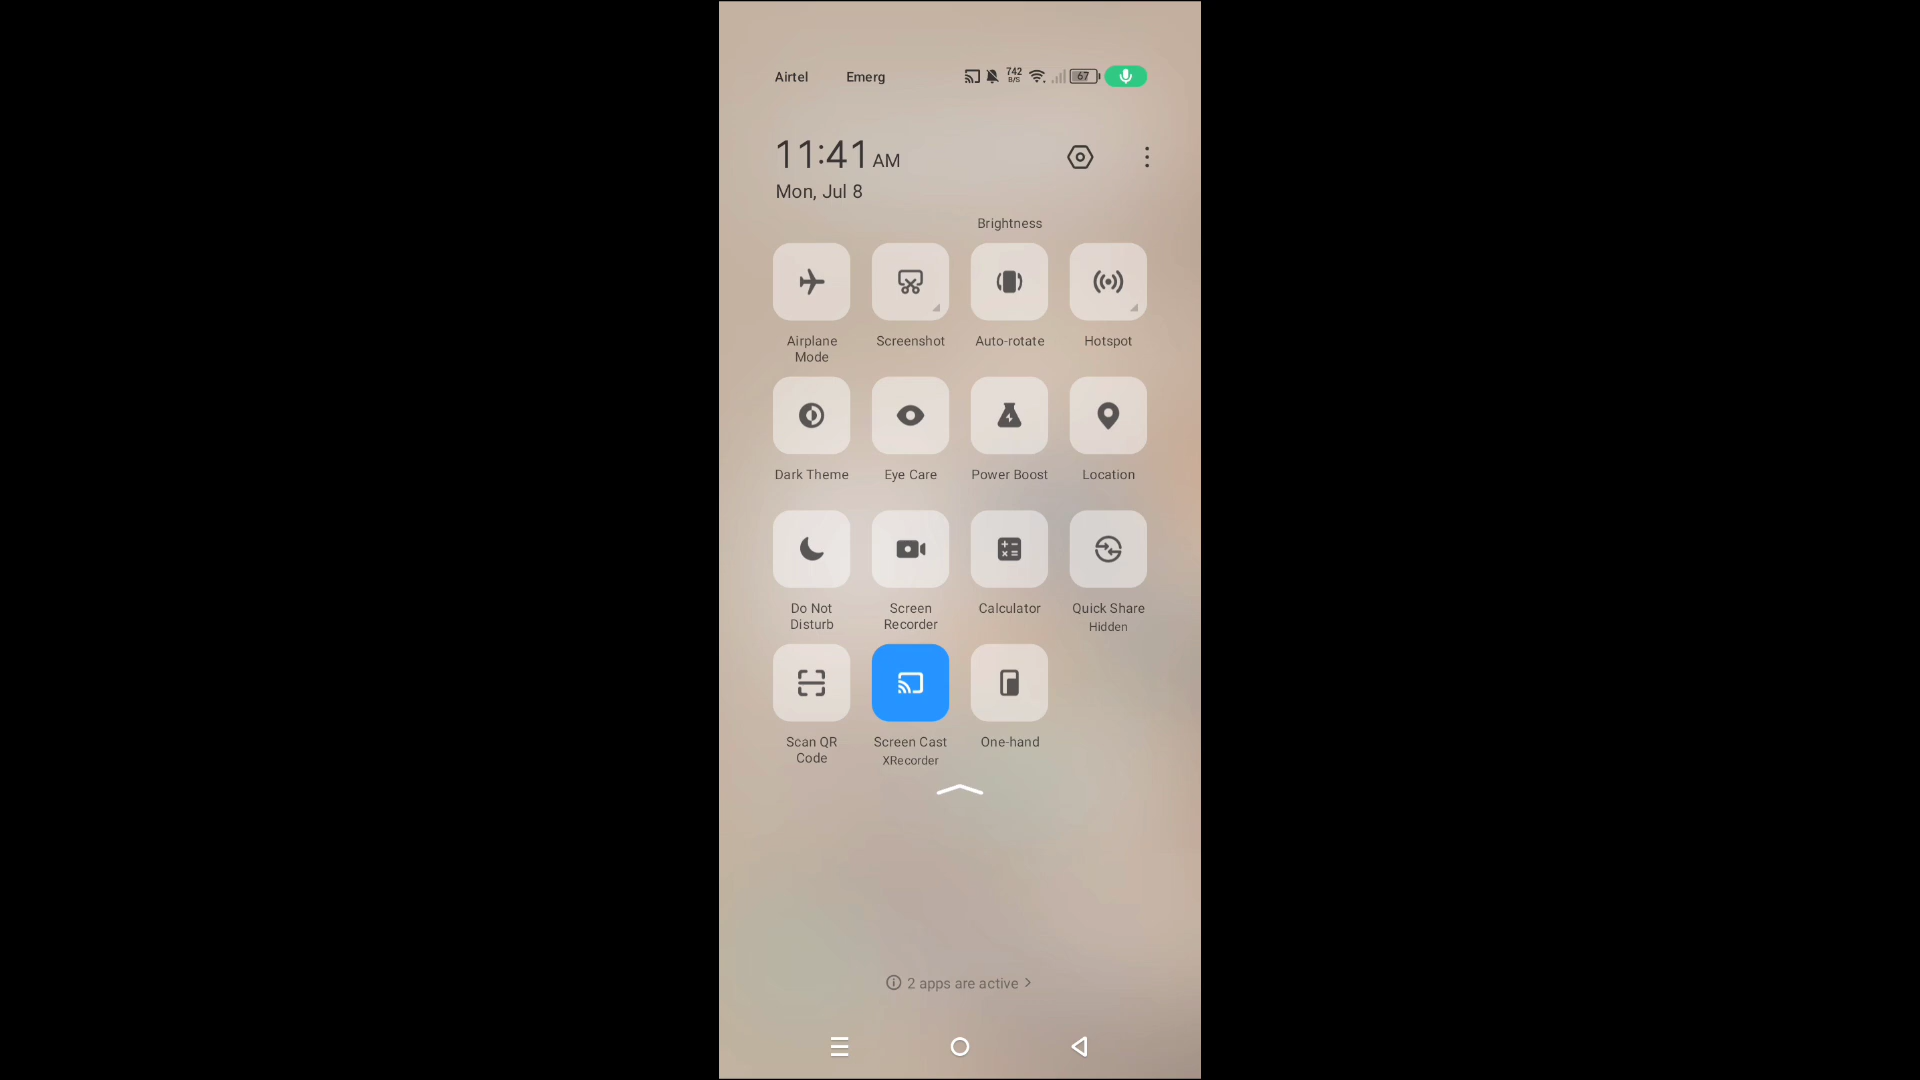 Airtel Emerg 742 B/S 67
11:41 AM
Mon, Jul 8
Brightness
Airplane Mode
Screenshot
Auto-rotate
Hotspot
Dark Theme
Eye Care
Power Boost
Location
Do Not Disturb
Screen Recorder
Calculator
Quick Share
Hidden
Scan QR Code
Screen Cast
XRecorder
One-hand
2 apps are active